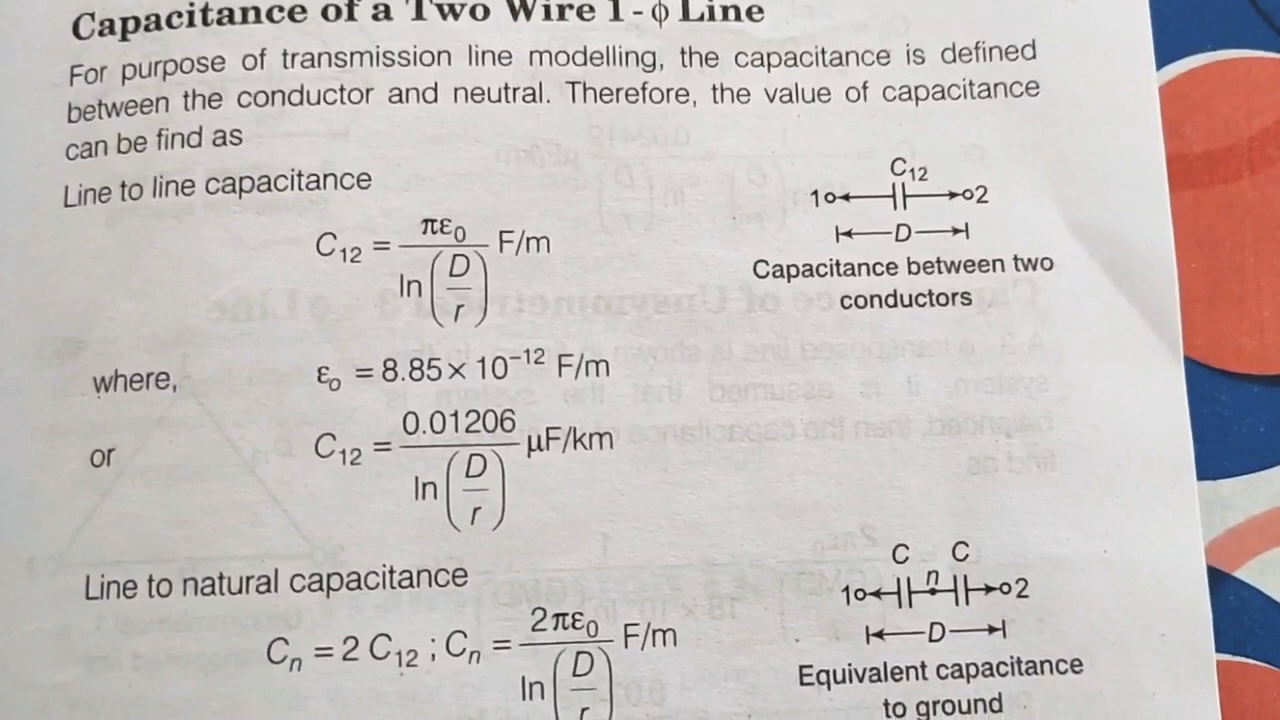 Capacitance of a Two Wire 1-ϕ Line
For purpose of transmission line modelling, the capacitance is defined
between the conductor and neutral. Therefore, the value of capacitance
can be find as
Line to line capacitance
C12 = πε0 / ln(D/r) F/m
C12
1 2
D
Capacitance between two
conductors
where, εo = 8.85 × 10^–12 F/m
or C12 = 0.01206 / ln(D/r) μF/km
Line to natural capacitance
Cn = 2 C12 ; Cn = 2πε0 / ln(D/r) F/m
C C
1 n 2
D
Equivalent capacitance
to ground